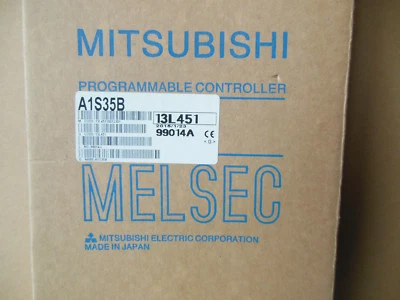 MITSUBISHI
PROGRAMMABLE CONTROLLER
A1S35B
13L451
99014A CE
MELSEC
MITSUBISHI ELECTRIC CORPORATION
MADE IN JAPAN